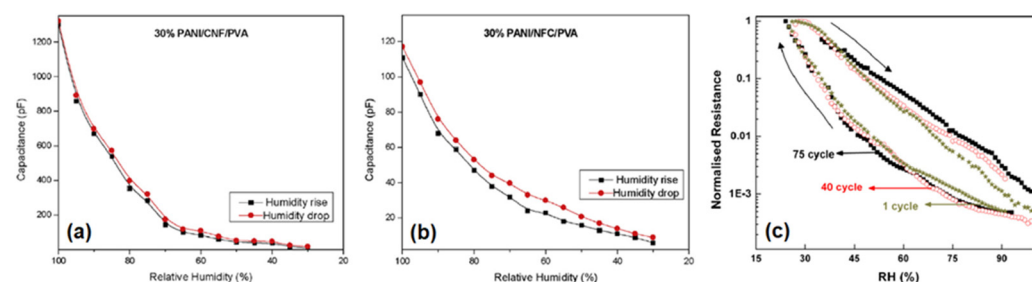 30% PANI/CNF/PVA
Capacitance (pF)
1200
1000
800
600
400
200
Humidity rise
Humidity drop
(a)
100 80 60 40 20
Relative Humidity (%)
30% PANI/NFC/PVA
Capacitance (pF)
120
100
80
60
40
20
Humidity rise
Humidity drop
(b)
100 80 60 40 20
Relative Humidity (%)
(c)
Normalised Resistance
1
0.1
0.01
1E-3
75 cycle
40 cycle
1 cycle
15 30 45 60 75 90
RH (%)